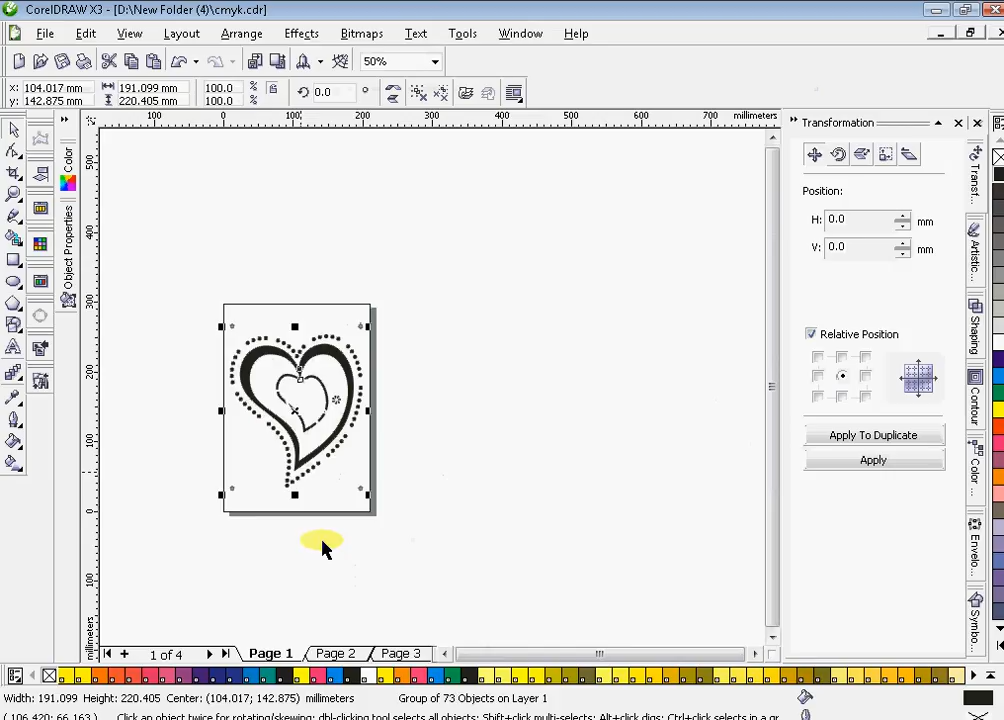 CorelDRAW X3 - [D:\New Folder (4)\cmyk.cdr]
File Edit View Layout Arrange Effects Bitmaps Text Tools Window Help
50%
x: 104.017 mm
y: 142.875 mm
191.099 mm
220.405 mm
100.0 %
100.0 %
0.0 °
100 0 100 200 300 400 500 600 700 millimeters
500
400
300
200
100
0
100
millimeters
Color
Object Properties
Transformation
Position:
H: 0.0 mm
V: 0.0 mm
Relative Position
Apply To Duplicate
Apply
Transf...
Artistic...
Shaping
Contour
Color ...
Envelo...
Symbo...
1 of 4 Page 1 Page 2 Page 3
Width: 191.099 Height: 220.405 Center: (104.017; 142.875) millimeters Group of 73 Objects on Layer 1
(106.420; 66.163) Click an object twice for rotating/skewing; dbl-clicking tool selects all objects; Shift+click multi-selects; Alt+click digs; Ctrl+click selects in a gr